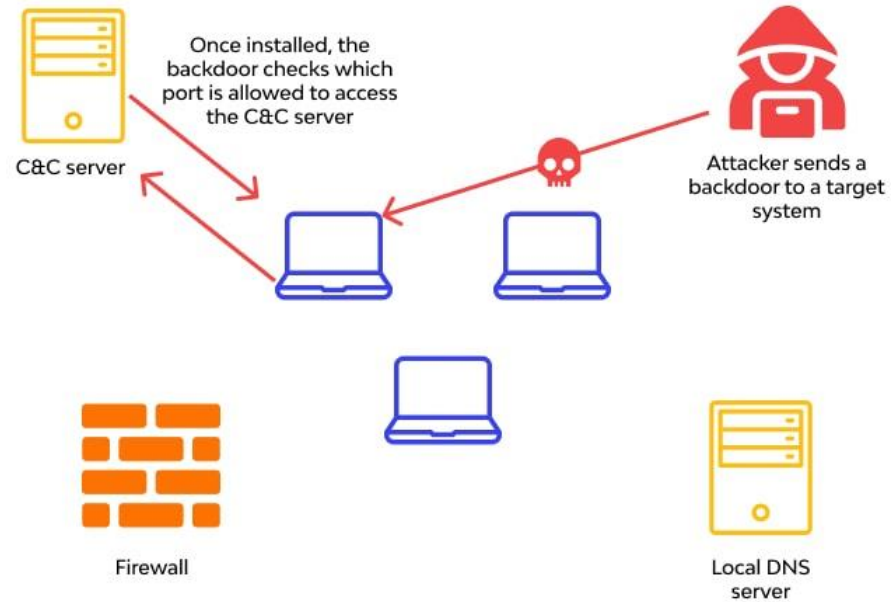 Once installed, the
backdoor checks which
port is allowed to access
the C&C server
C&C server
Attacker sends a
backdoor to a target
system
Firewall
Local DNS
server